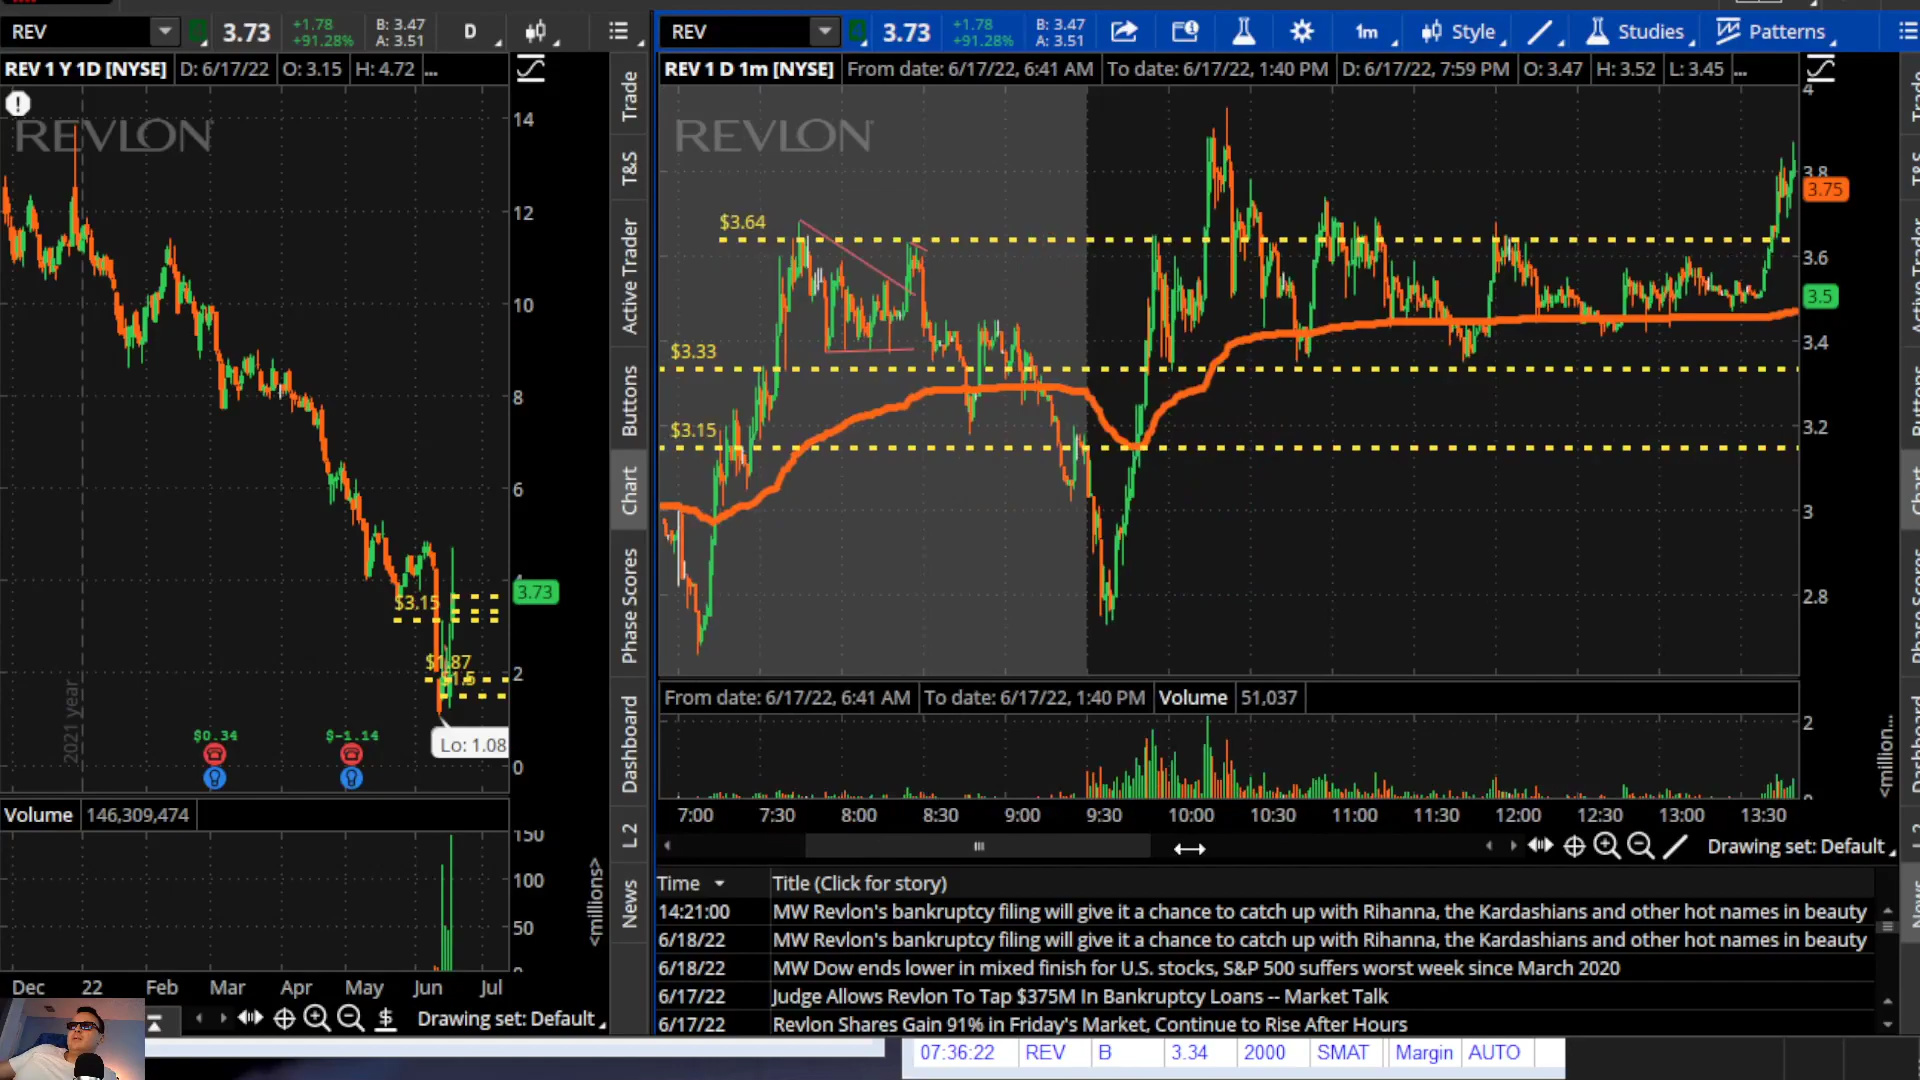 REV
3.73
+1.78
+91.28%
B: 3.47
A: 3.51
D
REV 1 Y 1D [NYSE]
D: 6/17/22
O: 3.15
H: 4.72
...
REVLON
14
12
10
8
6
4
3.73
2
0
$3.15
$1.87
$1.5
2021 year
$0.34
$-1.14
Lo: 1.08
Volume
146,309,474
150
100
50
<millions>
Dec
22
Feb
Mar
Apr
May
Jun
Jul
Drawing set: Default
Trade
T&S
Active Trader
Buttons
Chart
Phase Scores
Dashboard
L 2
News
REV
3.73
+1.78
+91.28%
B: 3.47
A: 3.51
1m
Style
Studies
Patterns
REV 1 D 1m [NYSE]
From date: 6/17/22, 6:41 AM
To date: 6/17/22, 1:40 PM
D: 6/17/22, 7:59 PM
O: 3.47
H: 3.52
L: 3.45
...
REVLON
$3.64
$3.33
$3.15
4
3.8
3.75
3.6
3.5
3.4
3.2
3
2.8
From date: 6/17/22, 6:41 AM
To date: 6/17/22, 1:40 PM
Volume
51,037
2
<million...
7:00
7:30
8:00
8:30
9:00
9:30
10:00
10:30
11:00
11:30
12:00
12:30
13:00
13:30
Drawing set: Default
Time
Title (Click for story)
14:21:00 MW Revlon's bankruptcy filing will give it a chance to catch up with Rihanna, the Kardashians and other hot names in beauty
6/18/22 MW Revlon's bankruptcy filing will give it a chance to catch up with Rihanna, the Kardashians and other hot names in beauty
6/18/22 MW Dow ends lower in mixed finish for U.S. stocks, S&P 500 suffers worst week since March 2020
6/17/22 Judge Allows Revlon To Tap $375M In Bankruptcy Loans -- Market Talk
6/17/22 Revlon Shares Gain 91% in Friday's Market, Continue to Rise After Hours
07:36:22 REV B 3.34 2000 SMAT Margin AUTO